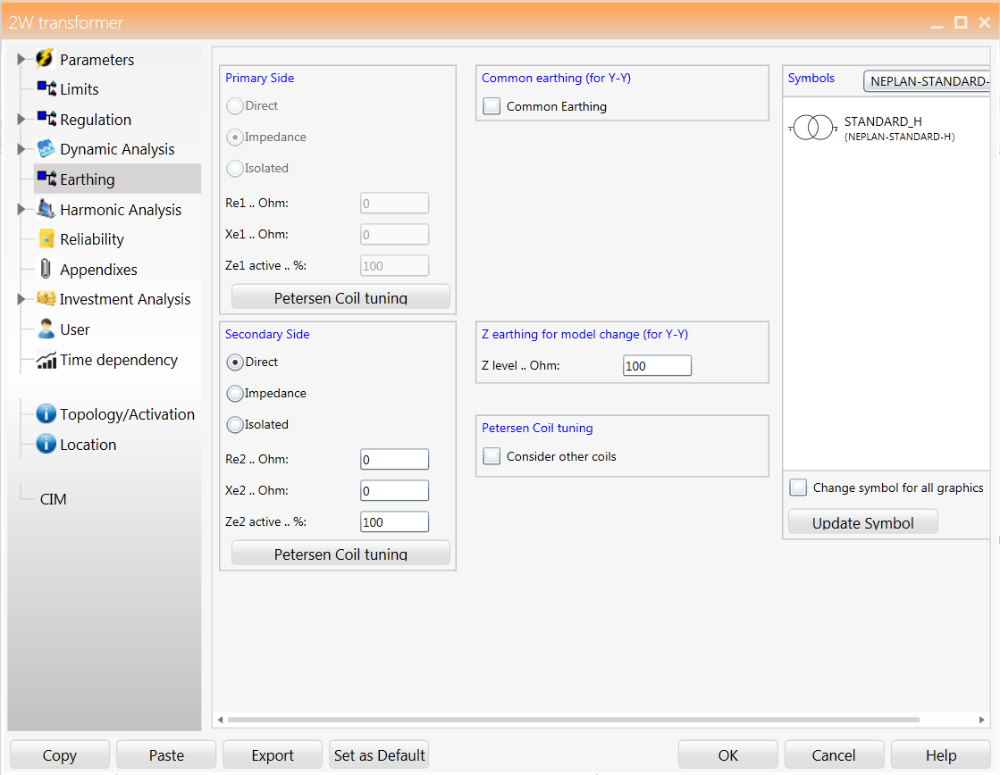 2W transformer
Parameters
Limits
Regulation
Dynamic Analysis
Earthing
Harmonic Analysis
Reliability
Appendixes
Investment Analysis
User
Time dependency
Topology/Activation
Location
CIM
Primary Side
Direct
Impedance
Isolated
Re1 .. Ohm: 0
Xe1 .. Ohm: 0
Ze1 active .. %: 100
Petersen Coil tuning
Secondary Side
Direct
Impedance
Isolated
Re2 .. Ohm: 0
Xe2 .. Ohm: 0
Ze2 active .. %: 100
Petersen Coil tuning
Common earthing (for Y-Y)
Common Earthing
Z earthing for model change (for Y-Y)
Z level .. Ohm: 100
Petersen Coil tuning
Consider other coils
Symbols NEPLAN-STANDARD-
STANDARD_H
(NEPLAN-STANDARD-H)
Change symbol for all graphics
Update Symbol
Copy Paste Export Set as Default OK Cancel Help